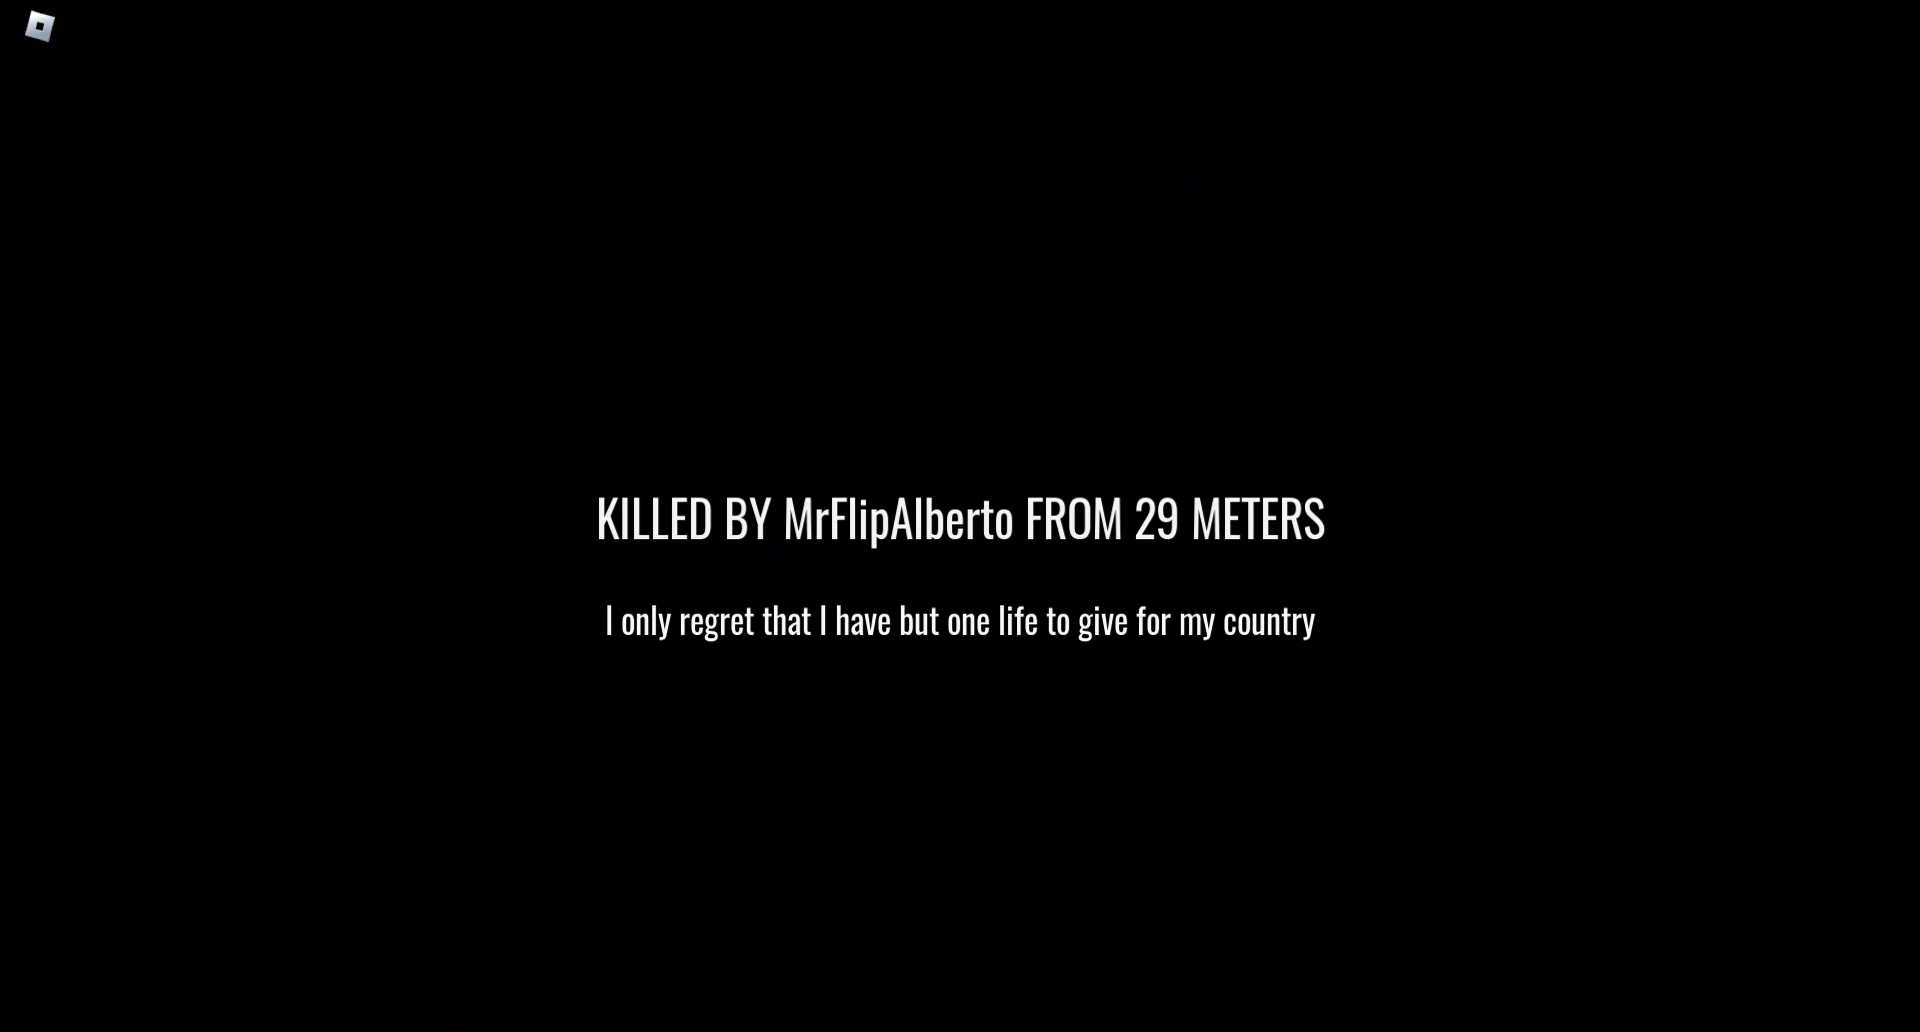 KILLED BY MrFlipAlberto FROM 29 METERS
I only regret that I have but one life to give for my country